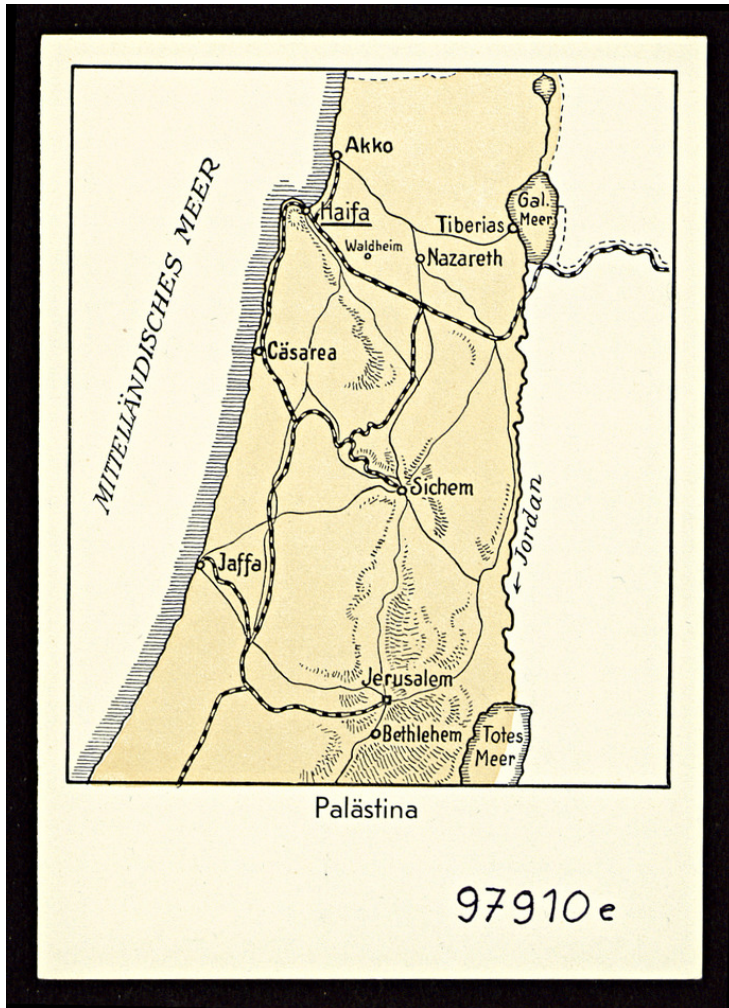 Akko
MITTELLÄNDISCHES MEER
Haifa
Gal.
Meer
Tiberias
Waldheim
Nazareth
Cäsarea
Sichem
← Jordan
Jaffa
Jerusalem
Bethlehem
Totes
Meer
Palästina
97910 e